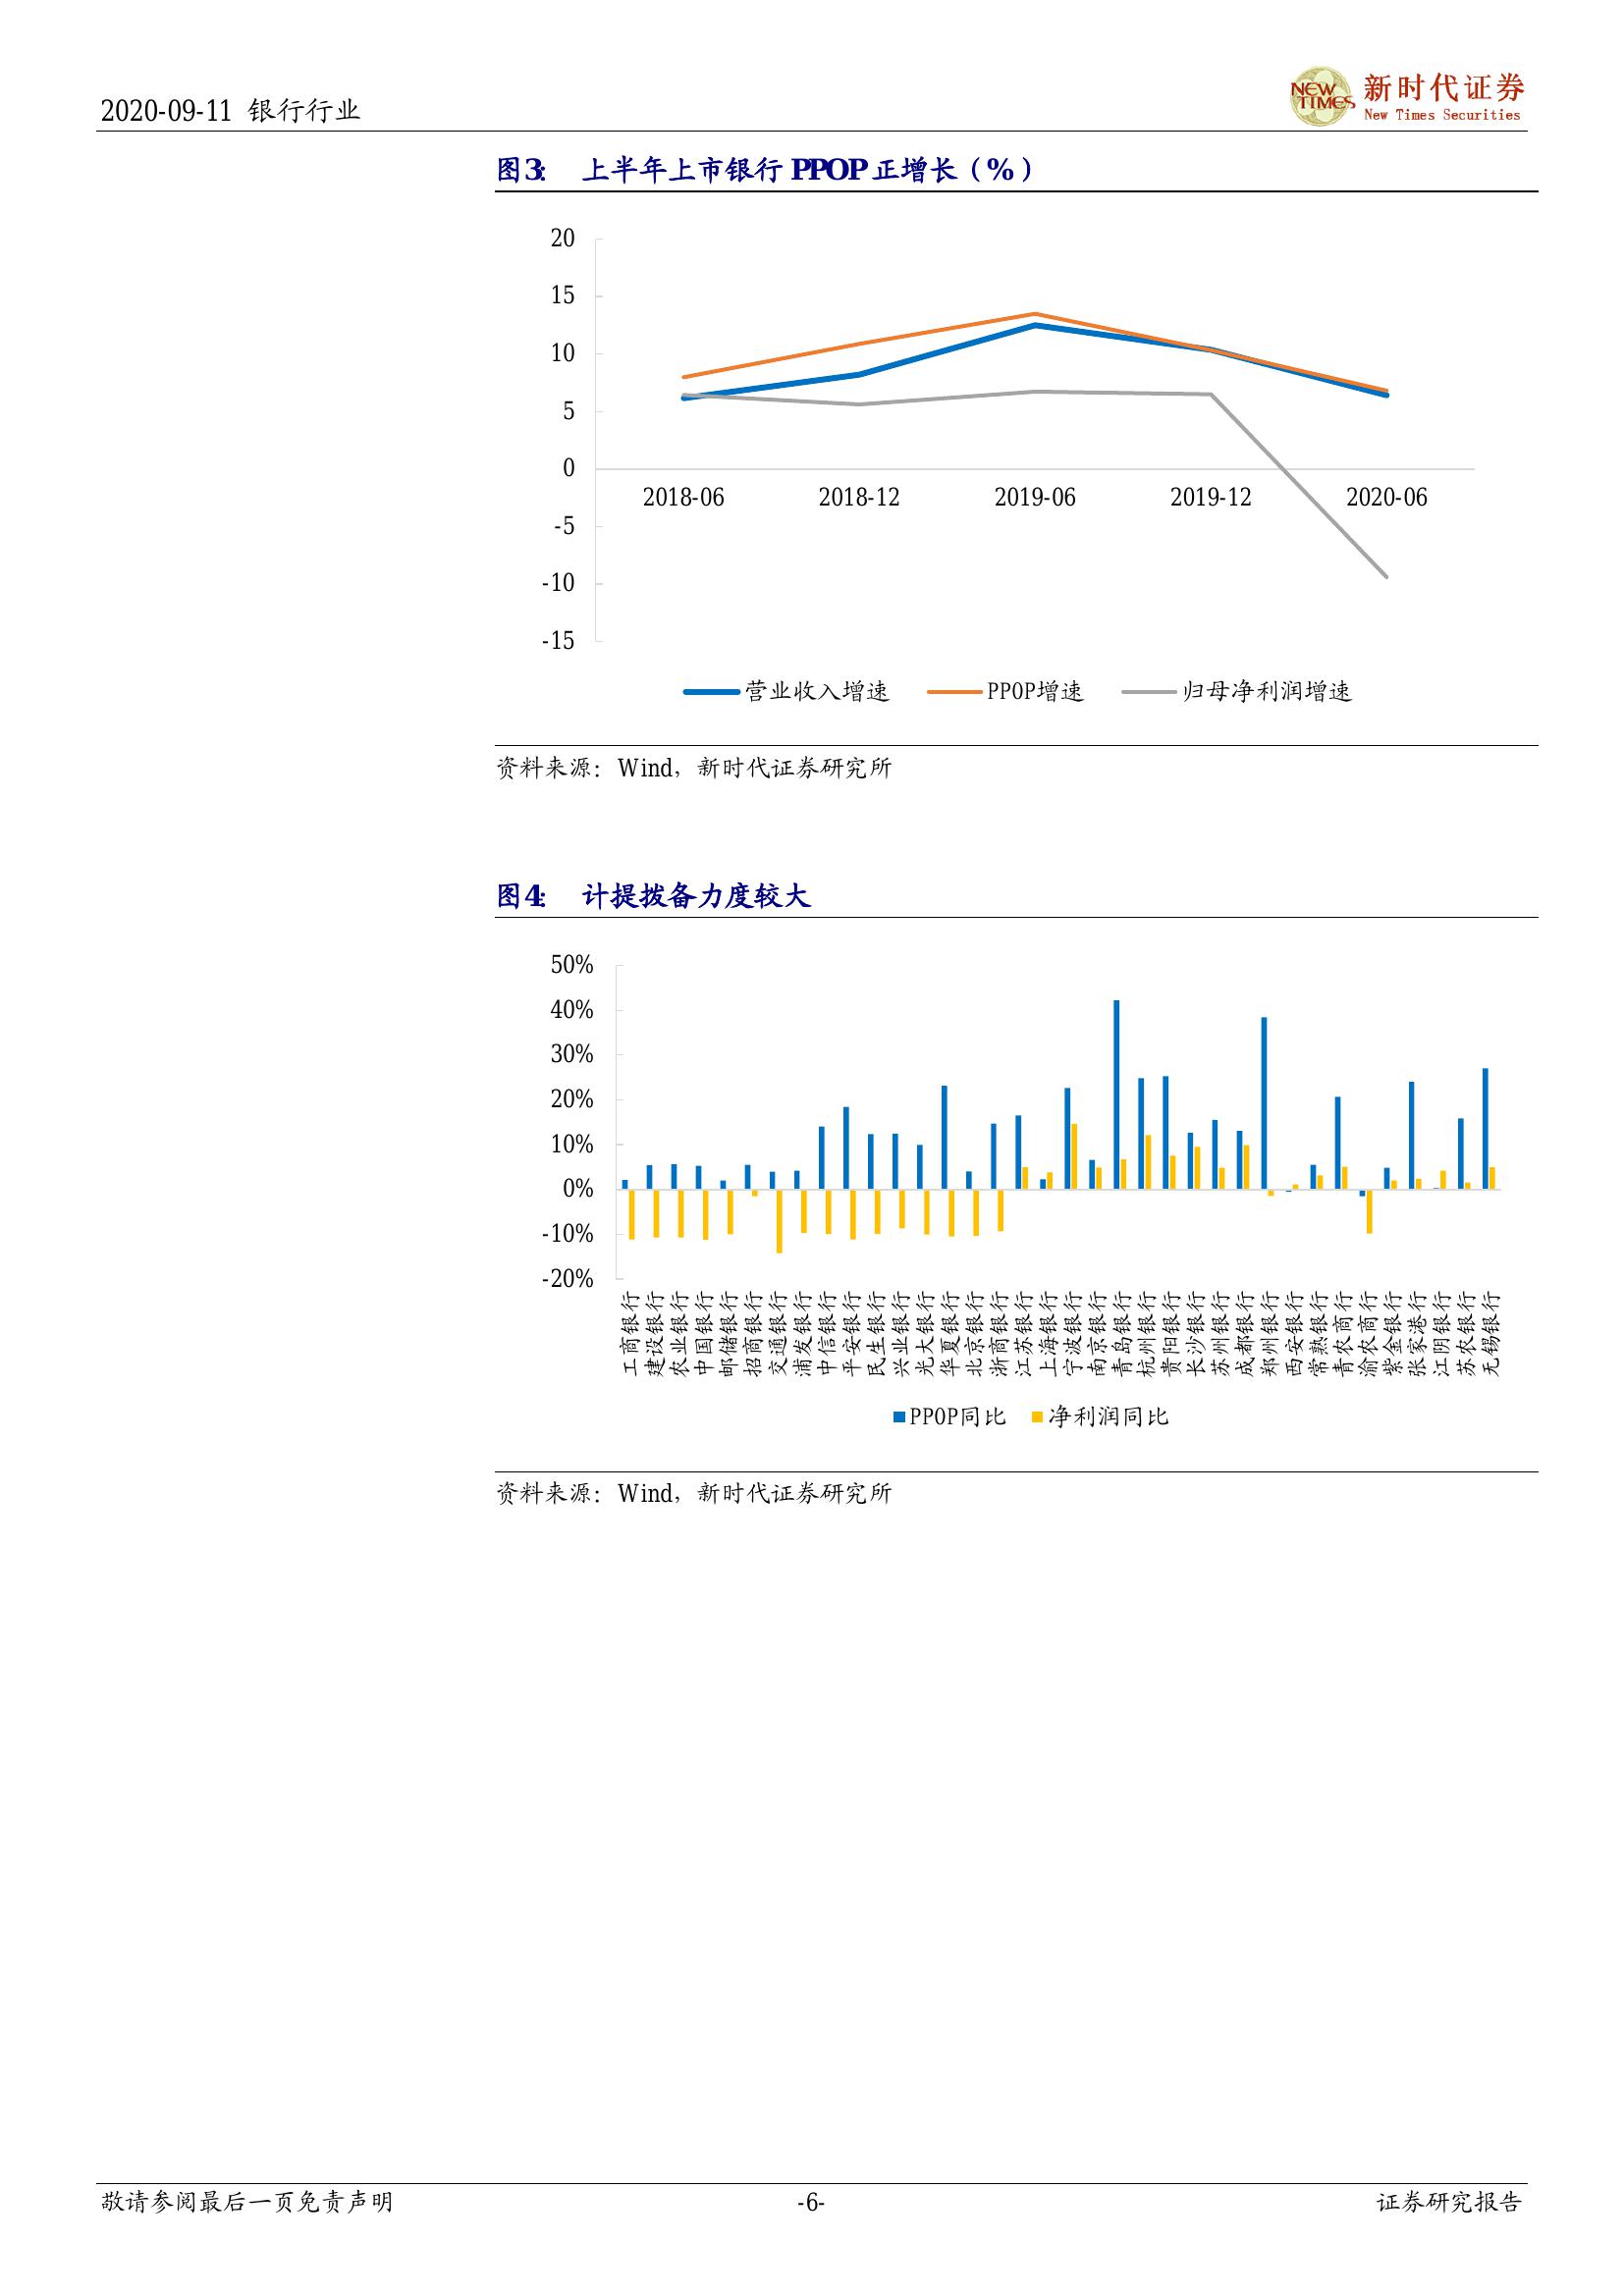 2020-09-11 银行行业
NEW TIMES
新时代证券
New Times Securities
图3: 上半年上市银行 PPOP 正增长（%）
20
15
10
5
0
-5
-10
-15
2018-06 2018-12 2019-06 2019-12 2020-06
营业收入增速 PPOP增速 归母净利润增速
资料来源：Wind，新时代证券研究所
图4: 计提拨备力度较大
50%
40%
30%
20%
10%
0%
-10%
-20%
工商银行
建设银行
农业银行
中国银行
邮储银行
招商银行
交通银行
浦发银行
中信银行
平安银行
民生银行
兴业银行
光大银行
华夏银行
北京银行
浙商银行
江苏银行
上海银行
宁波银行
南京银行
青岛银行
杭州银行
贵阳银行
长沙银行
苏州银行
成都银行
郑州银行
西安银行
常熟银行
青农商行
渝农商行
紫金银行
张家港行
江阴银行
苏农银行
无锡银行
PPOP同比 净利润同比
资料来源：Wind，新时代证券研究所
敬请参阅最后一页免责声明 -6- 证券研究报告